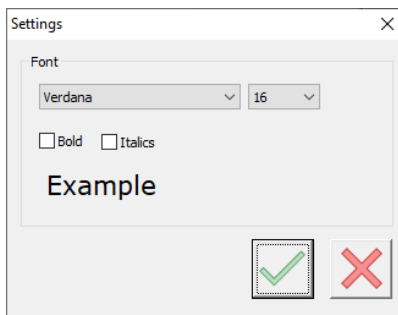 Settings
Font
Verdana 16
Bold Italics
Example